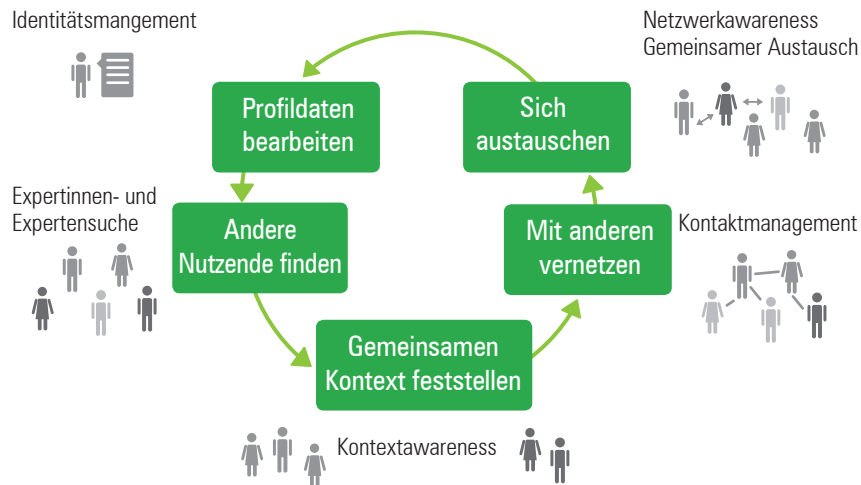 Identitätsmangement
Netzwerkawareness
Gemeinsamer Austausch
Profildaten
bearbeiten
Sich
austauschen
Expertinnen- und
Expertensuche
Andere
Nutzende finden
Mit anderen
vernetzen
Kontaktmanagement
Gemeinsamen
Kontext feststellen
Kontextawareness